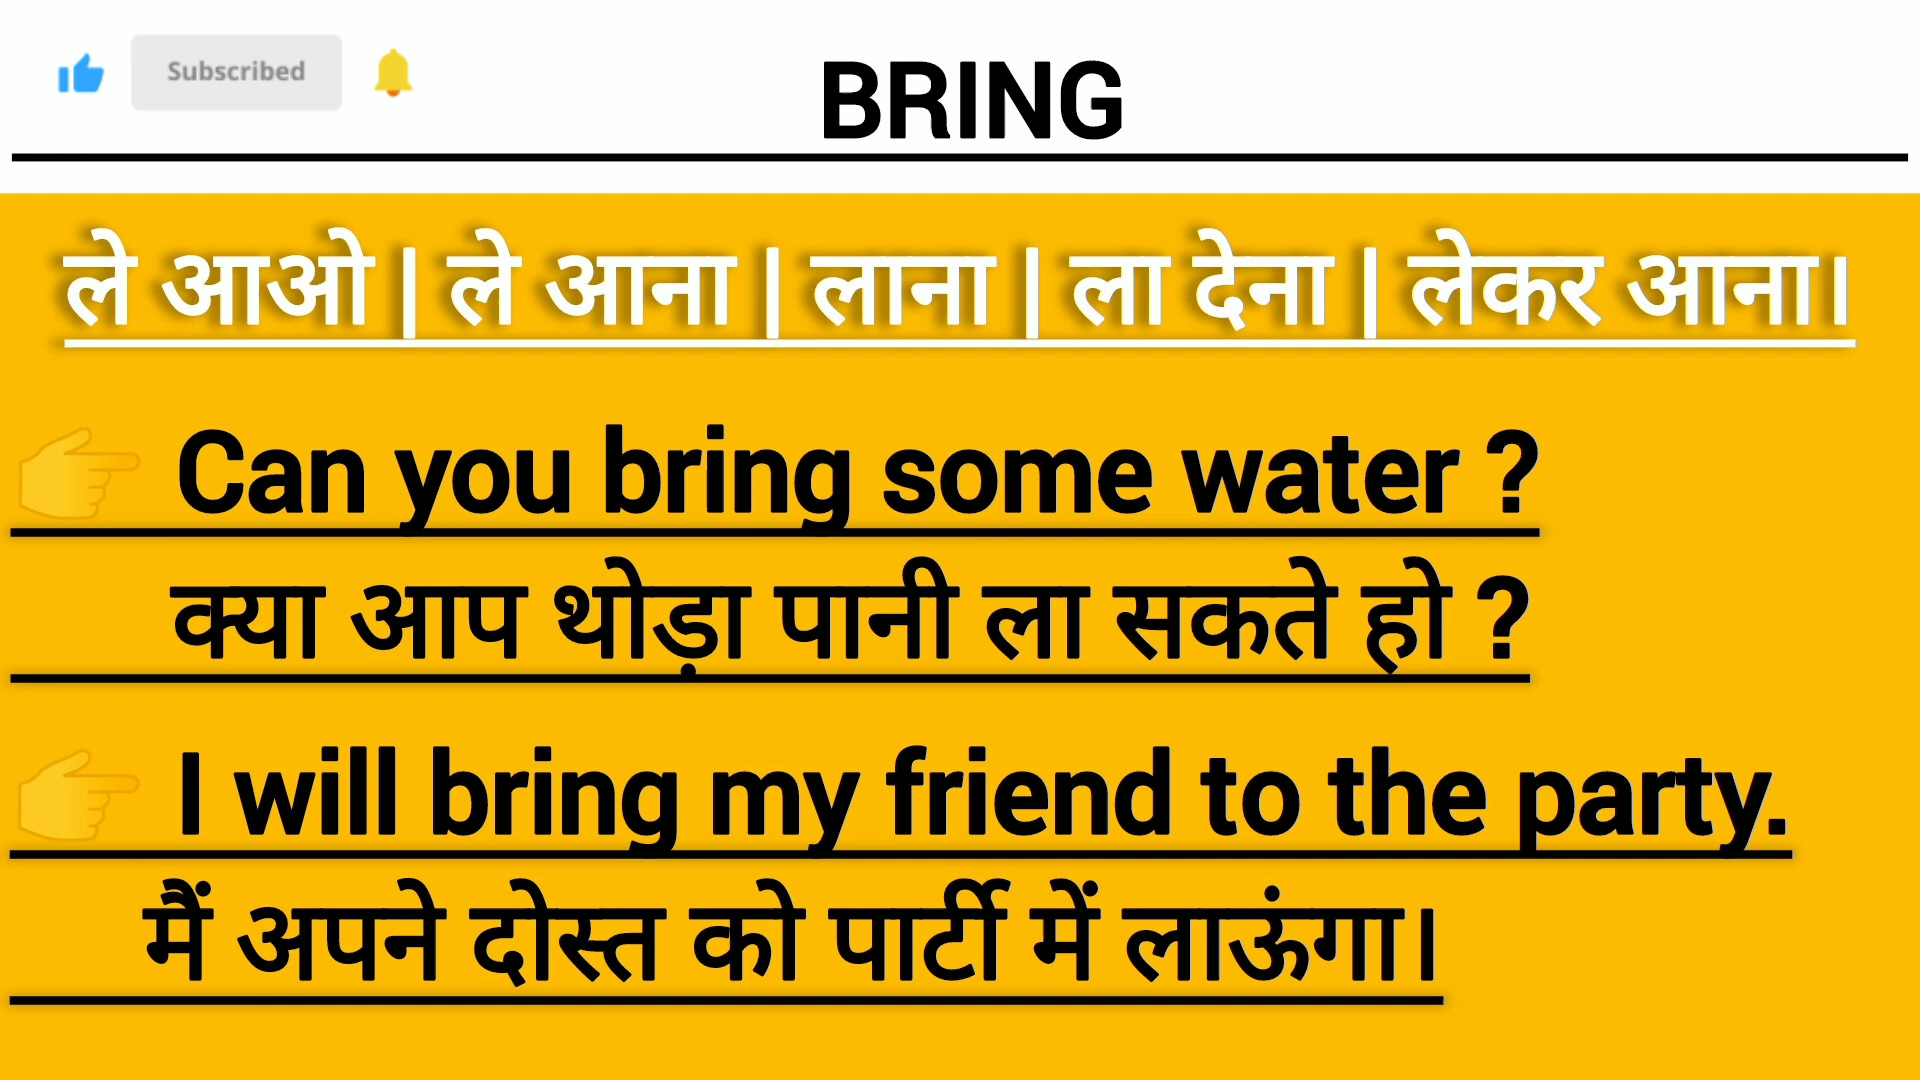 Subscribed
BRING
ले आओ | ले आना | लाना | ला देना | लेकर आना।
Can you bring some water ?
क्या आप थोड़ा पानी ला सकते हो ?
I will bring my friend to the party.
मैं अपने दोस्त को पार्टी में लाऊंगा।